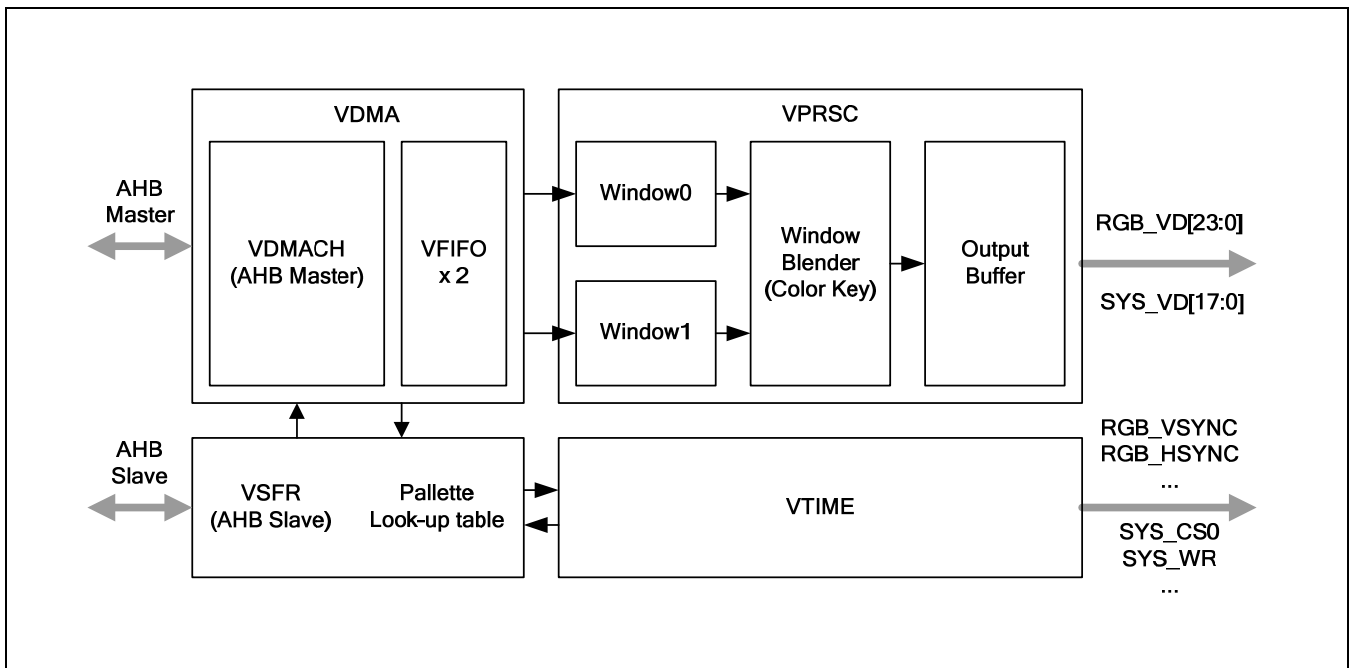 VDMA
VPRSC
AHB
Master
VDMACH
(AHB Master)
VFIFO
x 2
Window0
Window1
Window
Blender
(Color Key)
Output
Buffer
RGB_VD[23:0]
SYS_VD[17:0]
AHB
Slave
VSFR
(AHB Slave)
Pallette
Look-up table
VTIME
RGB_VSYNC
RGB_HSYNC
...
SYS_CS0
SYS_WR
...